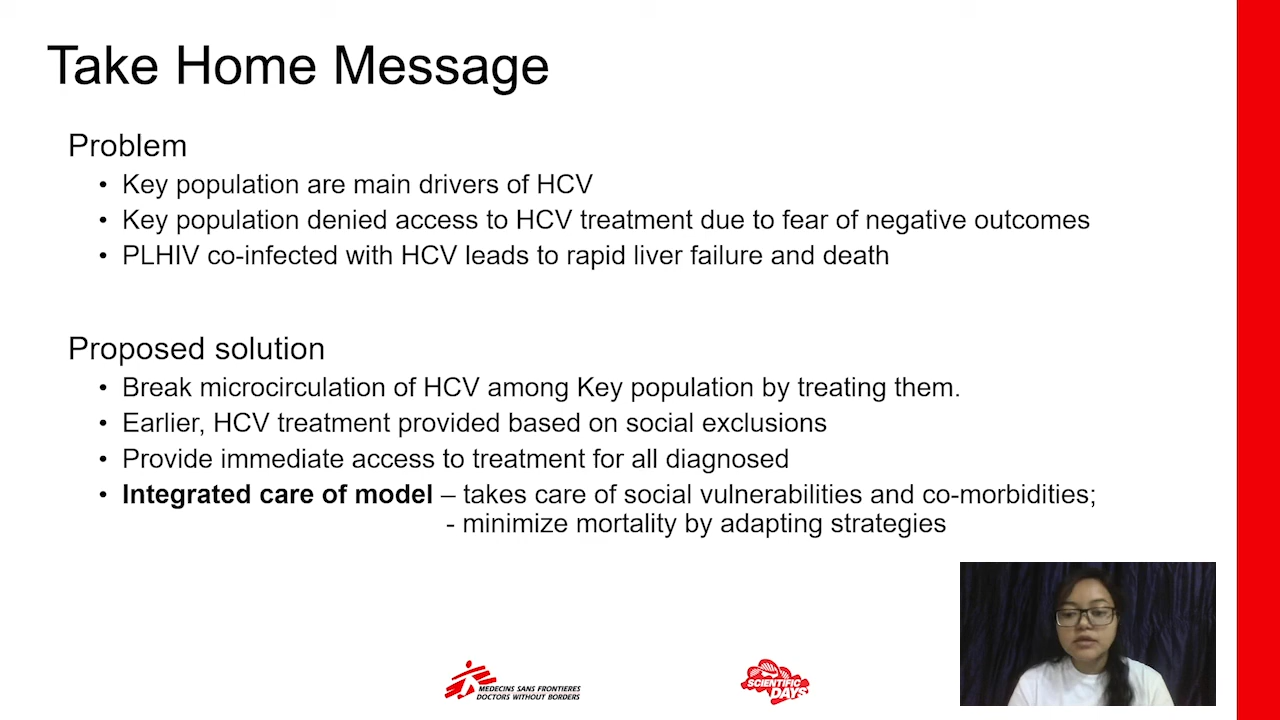 Take Home Message
Problem
• Key population are main drivers of HCV
• Key population denied access to HCV treatment due to fear of negative outcomes
• PLHIV co-infected with HCV leads to rapid liver failure and death
Proposed solution
• Break microcirculation of HCV among Key population by treating them.
• Earlier, HCV treatment provided based on social exclusions
• Provide immediate access to treatment for all diagnosed
• Integrated care of model – takes care of social vulnerabilities and co-morbidities;
- minimize mortality by adapting strategies
MEDECINS SANS FRONTIERES
DOCTORS WITHOUT BORDERS
SCIENTIFIC
DAYS